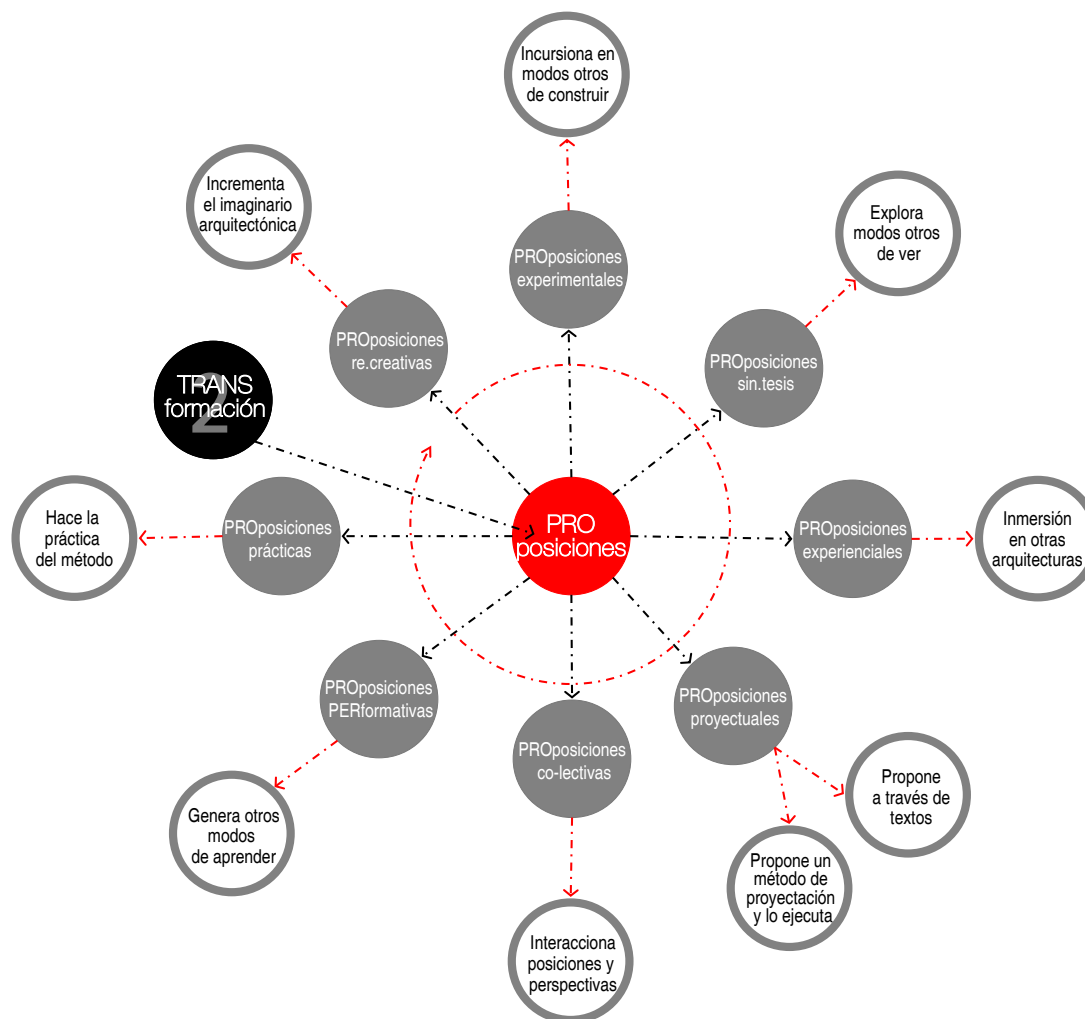 Incursiona en
modos otros
de construir
Incrementa
el imaginario
arquitectónica
Explora
modos otros
de ver
PROposiciones
experimentales
PROposiciones
re.creativas
PROposiciones
sin.tesis
TRANS
formación
2
Hace la
práctica
del método
PROposiciones
prácticas
PRO
posiciones
PROposiciones
experienciales
Inmersión
en otras
arquitecturas
PROposiciones
PERformativas
PROposiciones
co-lectivas
PROposiciones
proyectuales
Genera otros
modos
de aprender
Propone
a través de
textos
Propone un
método de
proyectación
y lo ejecuta
Interacciona
posiciones y
perspectivas